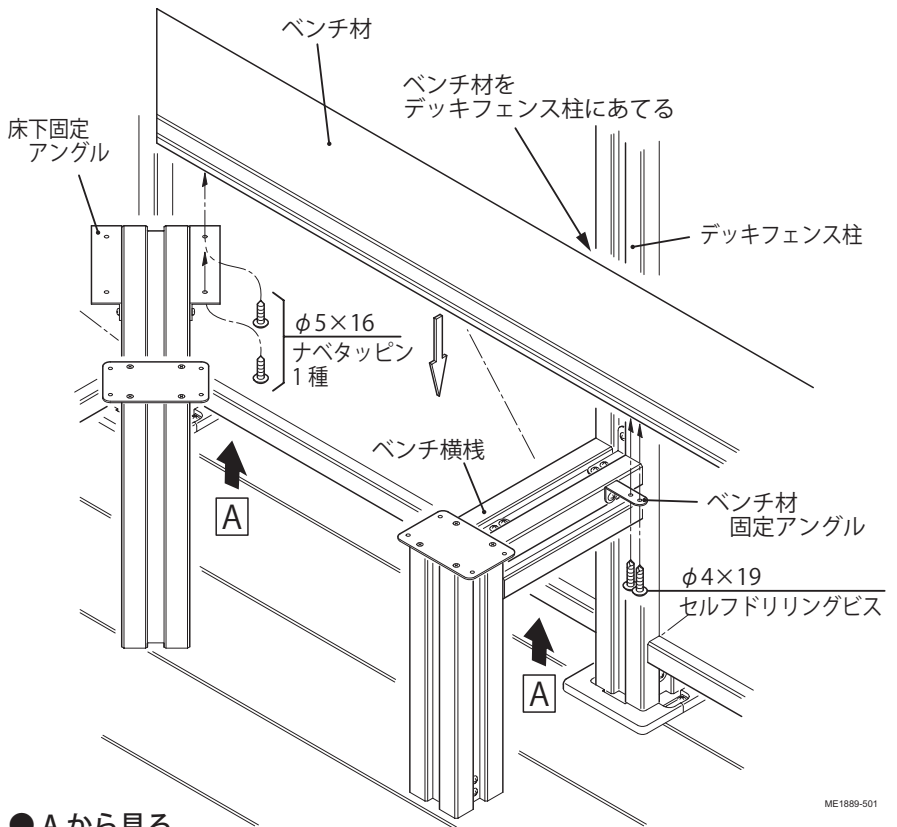 ベンチ材
ベンチ材を
デッキフェンス柱にあてる
床下固定
アングル
デッキフェンス柱
φ5×16
ナベタッピン
1種
ベンチ横桟
A
ベンチ材
固定アングル
φ4×19
セルフドリリングビス
A
ME1889-501
● A から見る